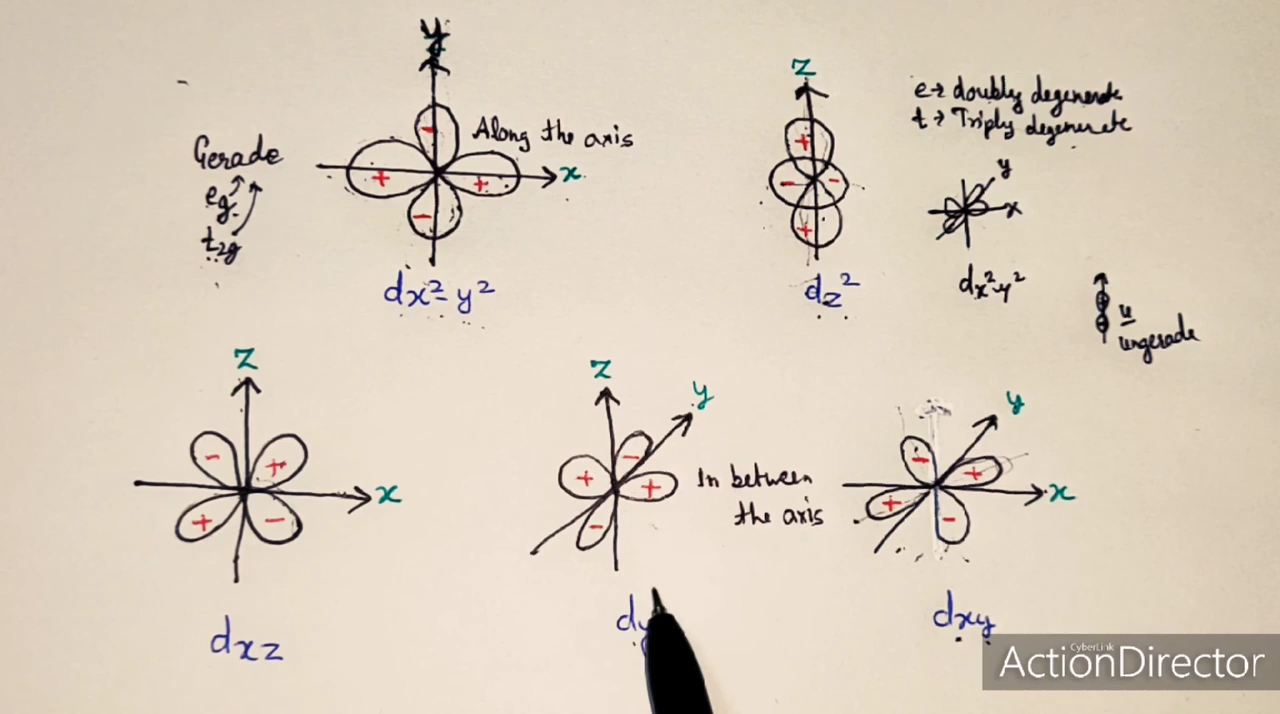 y
Along the axis
+
-
+
-
x
dx²-y²
Gerade
eg
t₂g
z
+
-
-
+
dz²
e → doubly degenerate
t → Triply degenerate
y
x
dx²-y²
u
ungerade
z
-
+
+
-
x
dxz
z
y
-
+
+
-
In between
the axis
y
-
+
+
-
x
dxy
CyberLink
ActionDirector